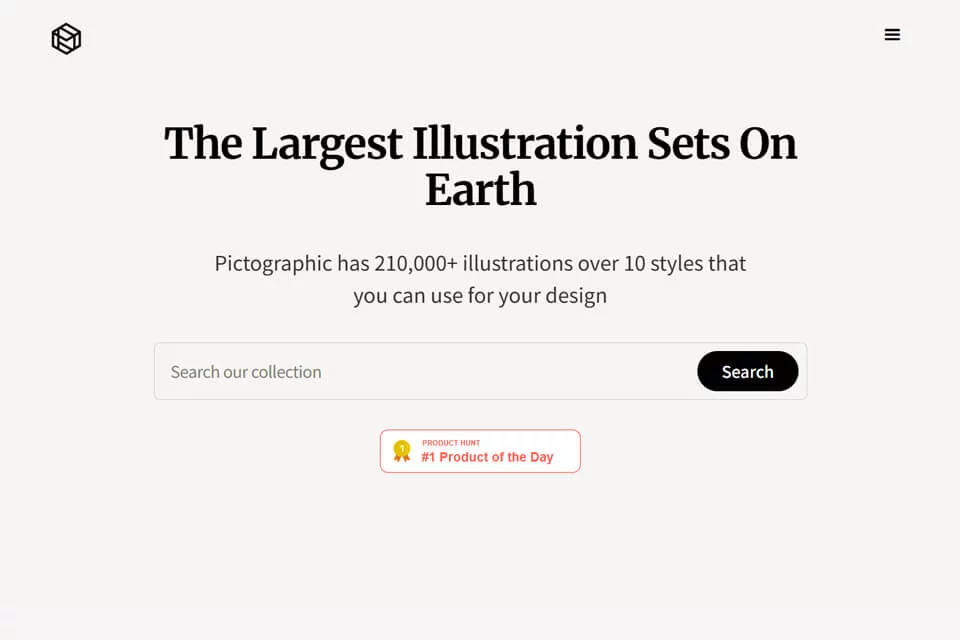 The Largest Illustration Sets On
Earth
Pictographic has 210,000+ illustrations over 10 styles that
you can use for your design
Search our collection
Search
1
PRODUCT HUNT
#1 Product of the Day